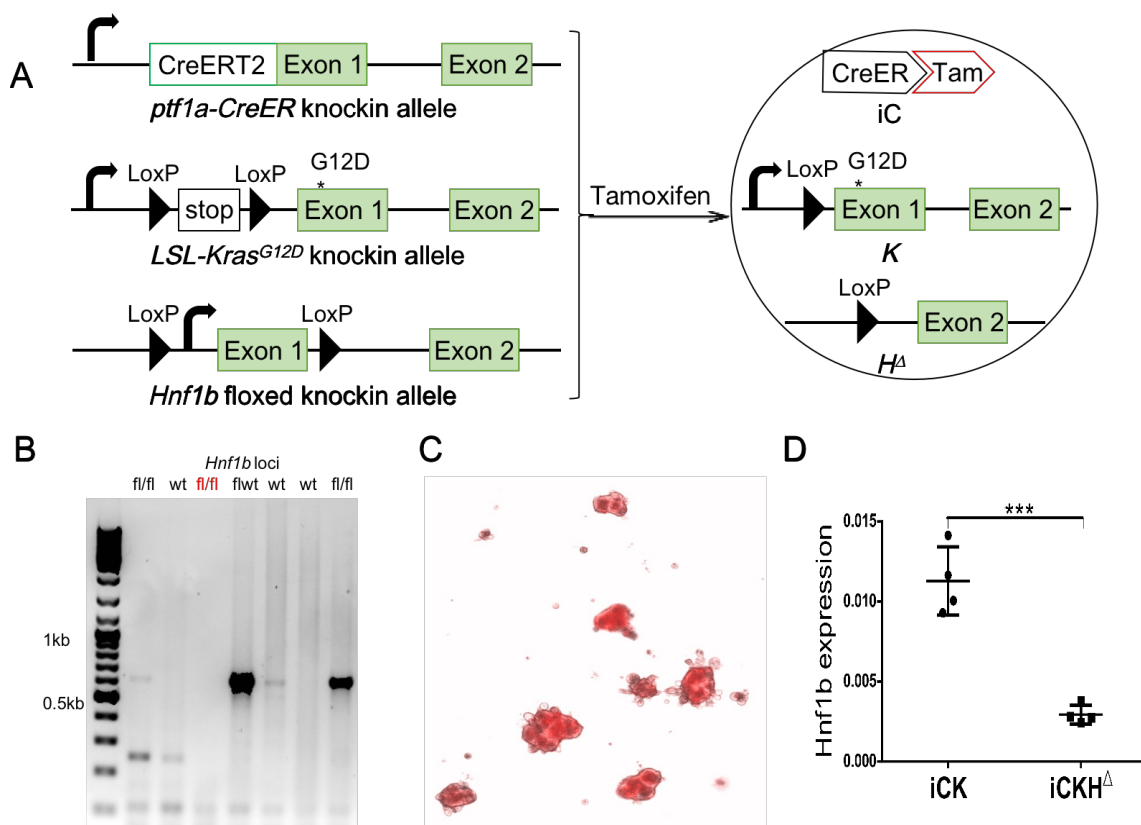 A
CreERT2 Exon 1 Exon 2
ptf1a-CreER knockin allele
LoxP LoxP G12D
*
stop Exon 1 Exon 2
LSL-KrasG12D knockin allele
LoxP LoxP
Exon 1 Exon 2
Hnf1b floxed knockin allele
Tamoxifen
CreER Tam
iC
LoxP G12D
*
Exon 1 Exon 2
K
LoxP
Exon 2
HΔ
B
Hnf1b loci
fl/fl wt fl/fl flwt wt wt fl/fl
1kb
0.5kb
C
D
***
Hnf1b expression
0.015
0.010
0.005
0.000
iCK iCKHΔ